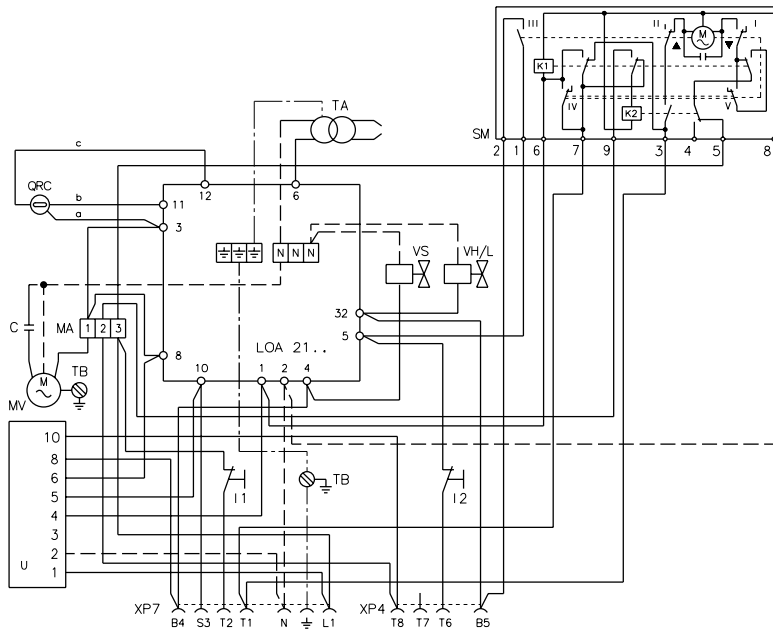 III
II
M
I
K1
IV
K2
V
SM
2 1 6 7 9 3 4 5 8
TA
c
12
6
QRC
b
a
11
3
N N N
VS
VH/L
C
MA 1 2 3
32
5
8
LOA 21..
10 1 2 4
M
MV
TB
U
10
8
6
5
4
3
2
1
I1
TB
I2
XP7
B4 S3 T2 T1 N L1
XP4
T8 T7 T6 B5